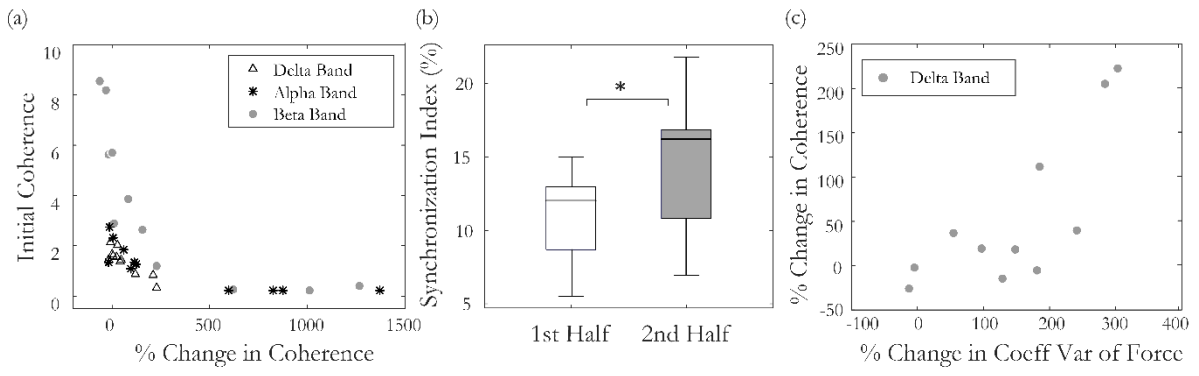 (a)
10
8
6
4
2
0
Initial Coherence
Delta Band
Alpha Band
Beta Band
0
500
1000
1500
% Change in Coherence
(b)
Synchronization Index (%)
20
15
10
5
*
1st Half
2nd Half
(c)
% Change in Coherence
250
200
150
100
50
0
-50
Delta Band
-100
0
100
200
300
400
% Change in Coeff Var of Force